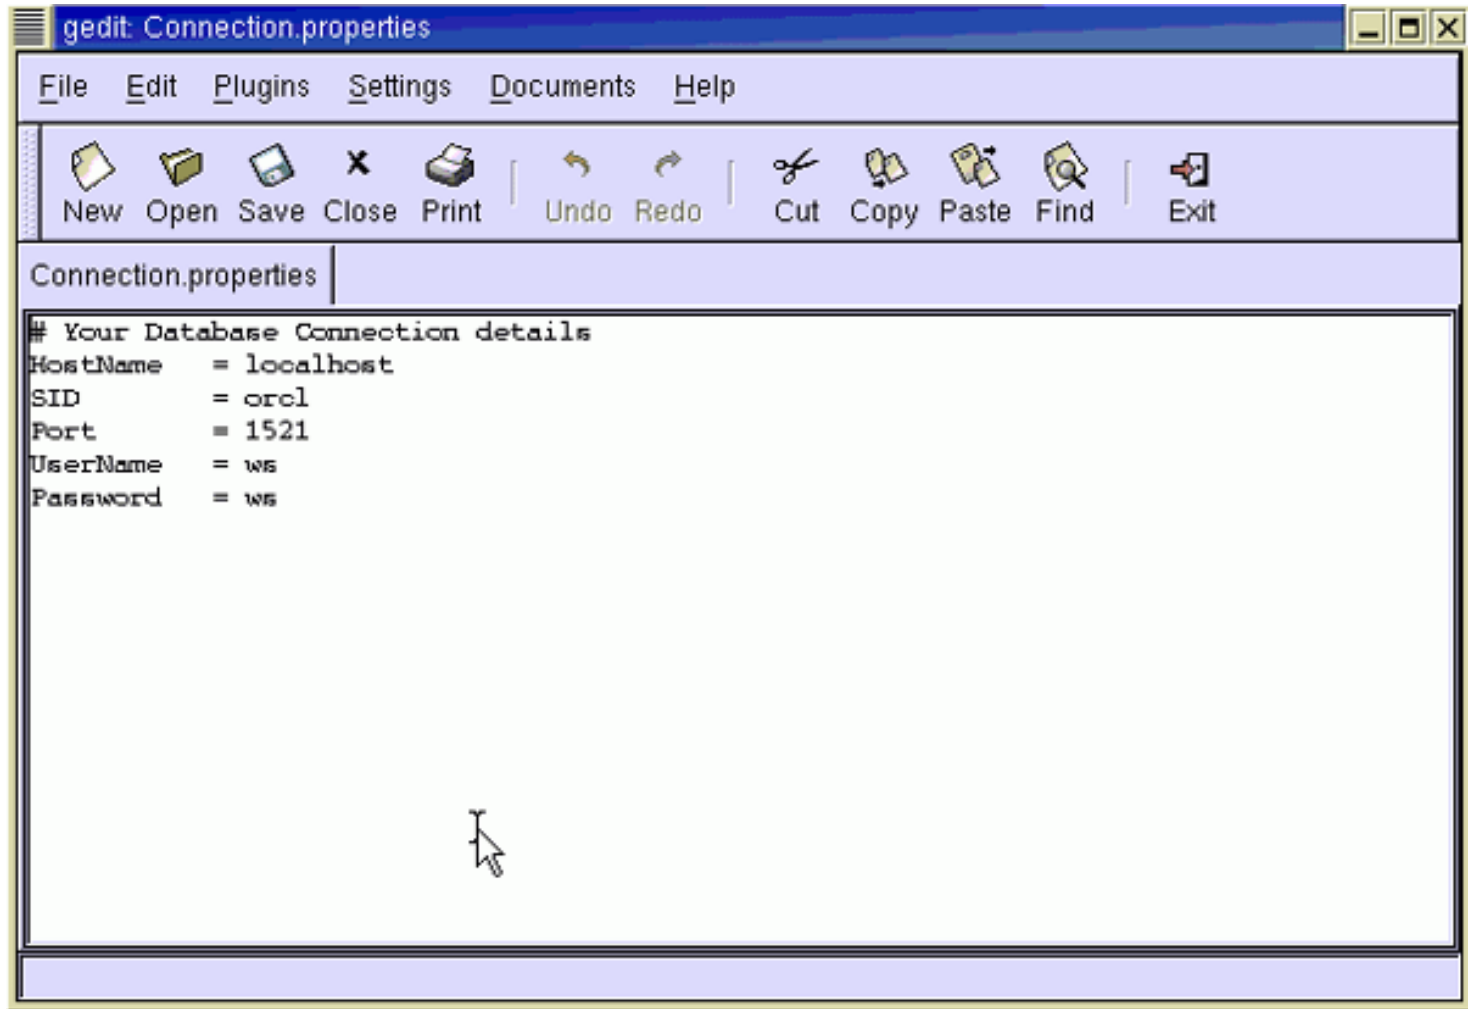 gedit: Connection.properties
File Edit Plugins Settings Documents Help
New Open Save Close Print Undo Redo Cut Copy Paste Find Exit
Connection.properties
# Your Database Connection details
HostName = localhost
SID = orcl
Port = 1521
UserName = ws
Password = ws